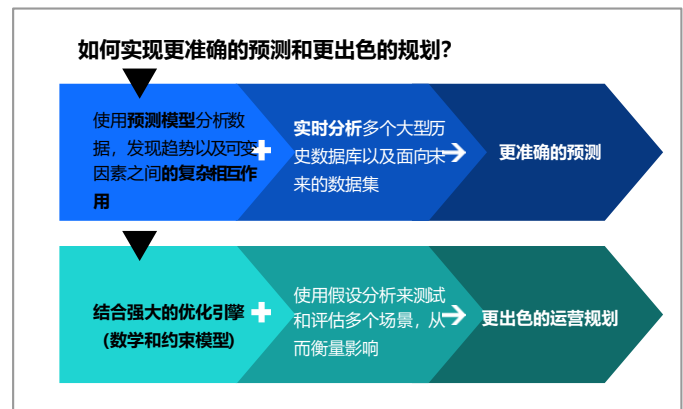 如何实现更准确的预测和更出色的规划?
使用预测模型分析数
据，发现趋势以及可变
因素之间的复杂相互作
用
+
实时分析多个大型历
史数据库以及面向未
来的数据集
→
更准确的预测
结合强大的优化引擎
(数学和约束模型)
+
使用假设分析来测试
和评估多个场景，从
而衡量影响
→
更出色的运营规划